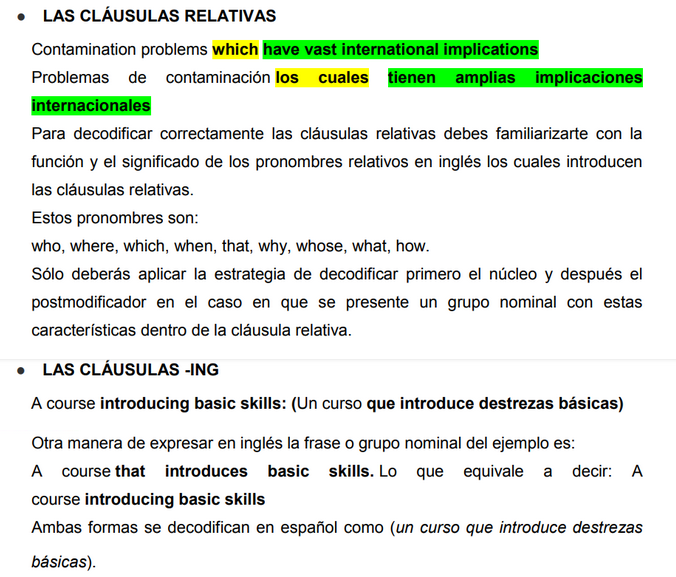 ● LAS CLÁUSULAS RELATIVAS
Contamination problems which have vast international implications
Problemas de contaminación los cuales tienen amplias implicaciones
internacionales
Para decodificar correctamente las cláusulas relativas debes familiarizarte con la
función y el significado de los pronombres relativos en inglés los cuales introducen
las cláusulas relativas.
Estos pronombres son:
who, where, which, when, that, why, whose, what, how.
Sólo deberás aplicar la estrategia de decodificar primero el núcleo y después el
postmodificador en el caso en que se presente un grupo nominal con estas
características dentro de la cláusula relativa.
● LAS CLÁUSULAS -ING
A course introducing basic skills: (Un curso que introduce destrezas básicas)
Otra manera de expresar en inglés la frase o grupo nominal del ejemplo es:
A course that introduces basic skills. Lo que equivale a decir: A
course introducing basic skills
Ambas formas se decodifican en español como (un curso que introduce destrezas
básicas).